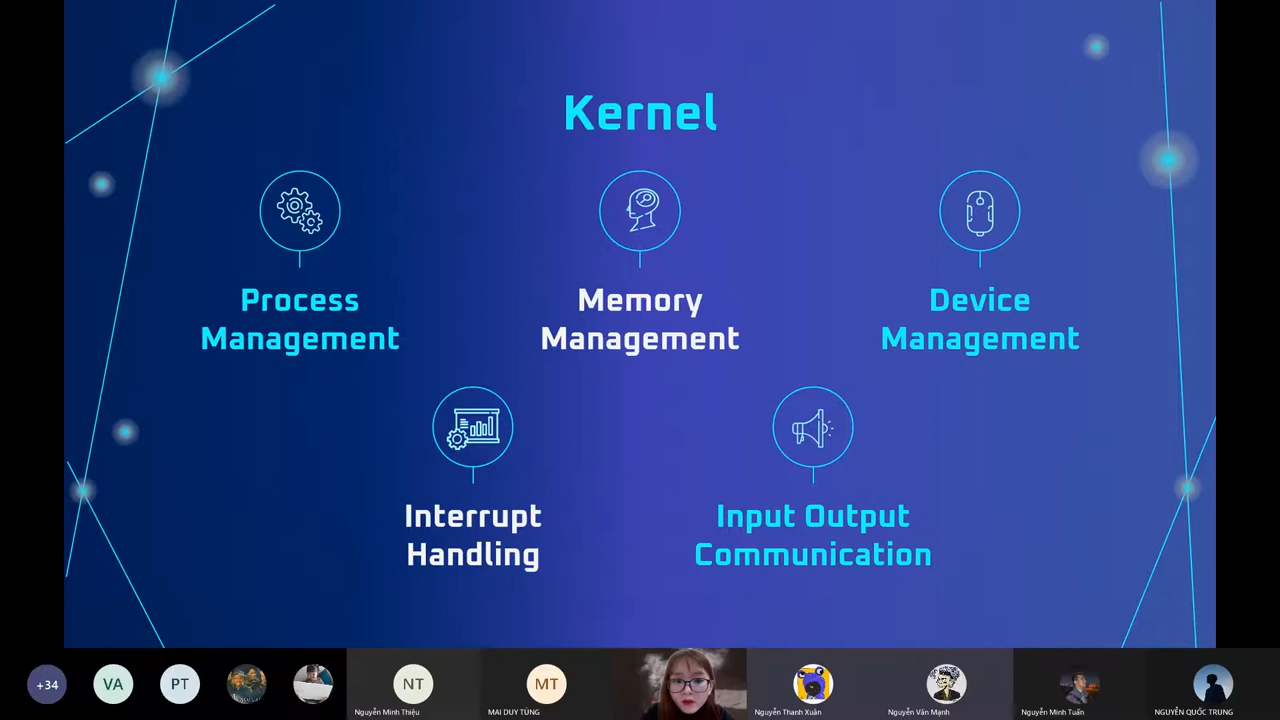 Kernel
Process
Management
Memory
Management
Device
Management
Interrupt
Handling
Input Output
Communication
+34
VA
PT
NT
MT
Nguyễn Minh Thiệu
MAI DUY TÙNG
Nguyễn Thanh Xuân
Nguyễn Văn Mạnh
Nguyễn Minh Tuấn
NGUYỄN QUỐC TRUNG